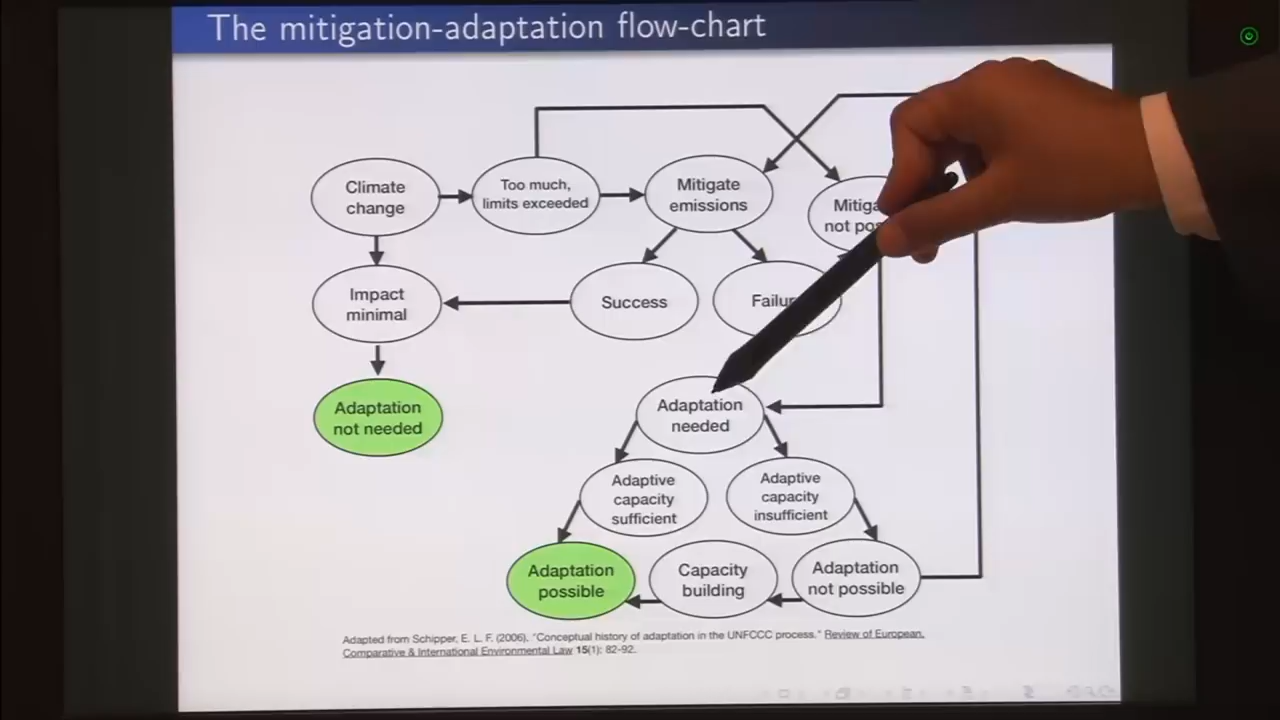 The mitigation-adaptation flow-chart
Climate
change
Too much,
limits exceeded
Mitigate
emissions
not
Impact
minimal
Success
Adaptation
not needed
Adaptation
needed
Adaptive
capacity
sufficient
Adaptive
capacity
insufficient
Adaptation
possible
Capacity
building
Adaptation
not possible
Adapted from Schipper, E. L. F. (2006), "Conceptual history of adaptation in the UNFCCC process." Review of European,
Comparative & International Environmental Law 15(1): 82-92.